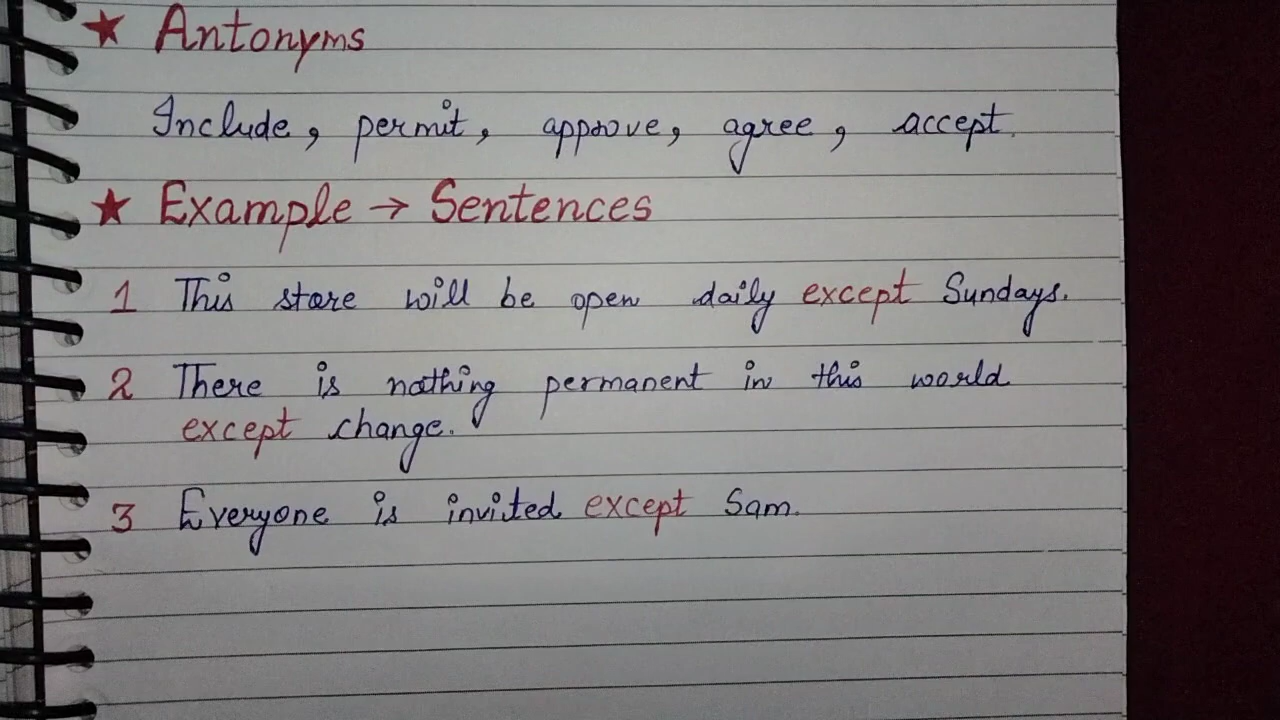 ★ Antonyms
Include, permit, approve, agree, accept.
★ Example → Sentences
1 This store will be open daily except Sundays.
2 There is nothing permanent in this world
except change.
3 Everyone is invited except Sam.